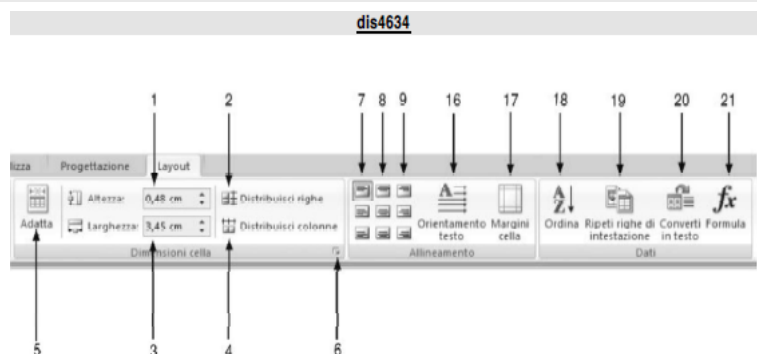 dis4634
1 2 7 8 9 16 17 18 19 20 21
izza Progettazione Layout
Altezza: 0,48 cm Distribuisci righe
Adatta Larghezza: 3,45 cm Distribuisci colonne
Orientamento testo Margini cella
Ordina Ripeti righe di intestazione Converti in testo Formula
Dimensioni cella Allineamento Dati
5 3 4 6